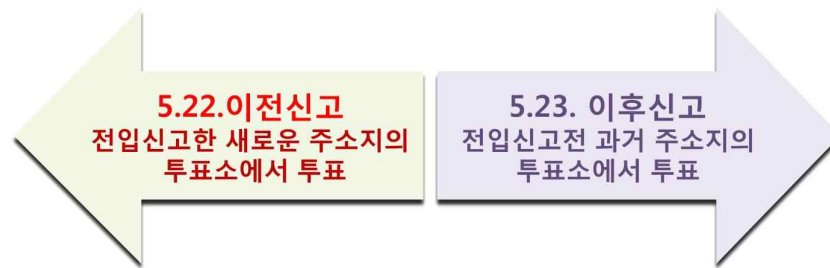 5.22.이전신고
전입신고한 새로운 주소지의
투표소에서 투표
5.23. 이후신고
전입신고전 과거 주소지의
투표소에서 투표